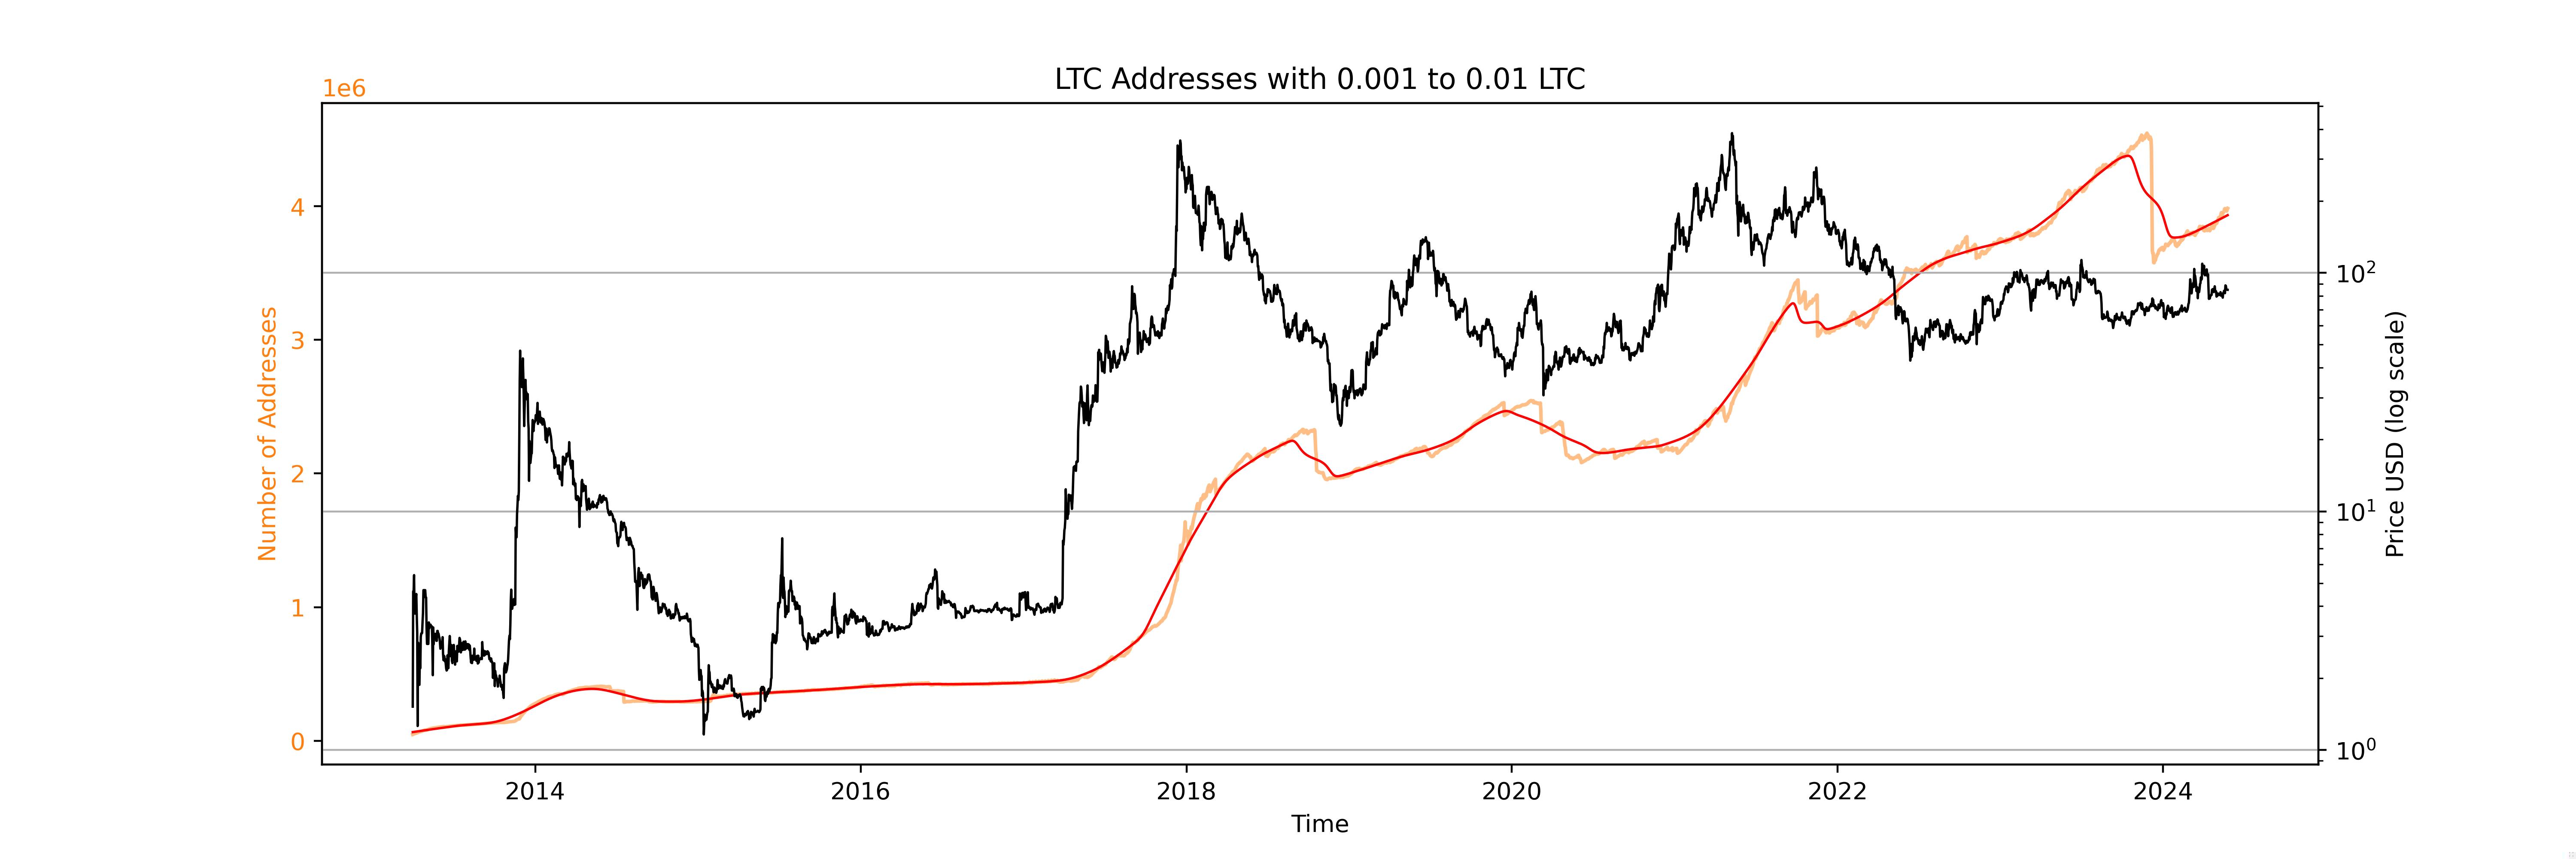 LTC Addresses with 0.001 to 0.01 LTC
1e6
Number of Addresses
4
3
2
1
0
10²
10¹
10⁰
Price USD (log scale)
2014 2016 2018 2020 2022 2024
Time